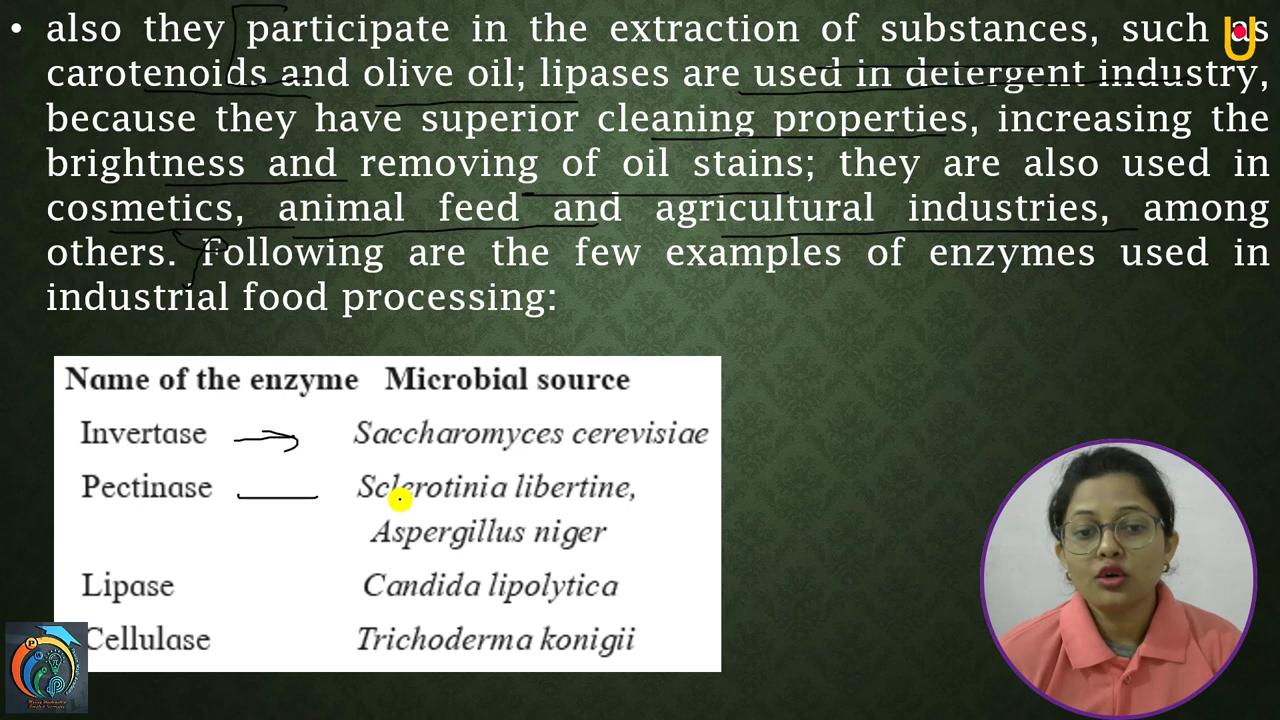 • also they participate in the extraction of substances, such as
carotenoids and olive oil; lipases are used in detergent industry,
because they have superior cleaning properties, increasing the
brightness and removing of oil stains; they are also used in
cosmetics, animal feed and agricultural industries, among
others. Following are the few examples of enzymes used in
industrial food processing:
Name of the enzyme Microbial source
Invertase Saccharomyces cerevisiae
Pectinase Sclerotinia libertine,
Aspergillus niger
Lipase Candida lipolytica
Cellulase Trichoderma konigii